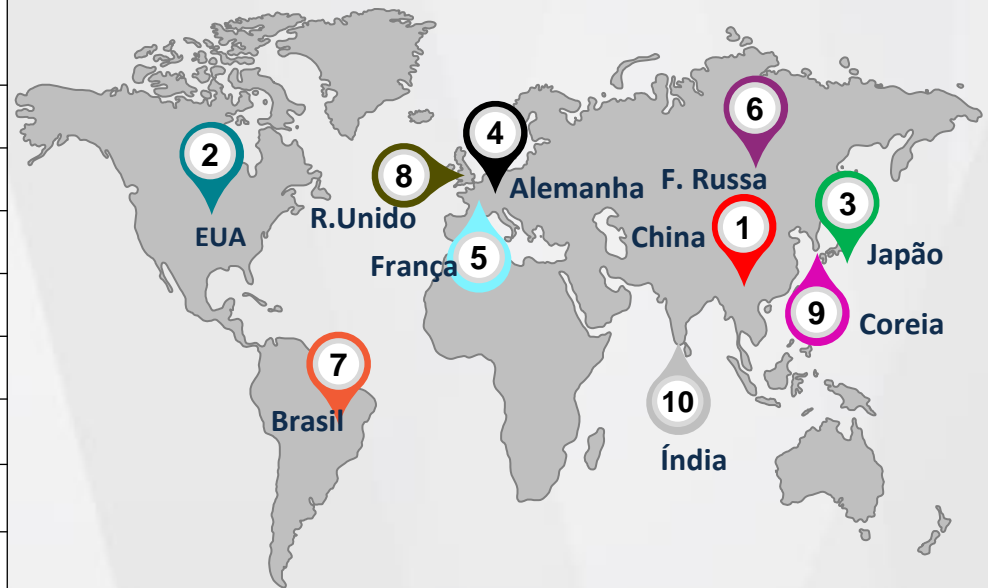 2
EUA
8
R.Unido
4
Alemanha
França
5
6
F. Russa
China
1
3
Japão
9
Coreia
7
Brasil
10
Índia